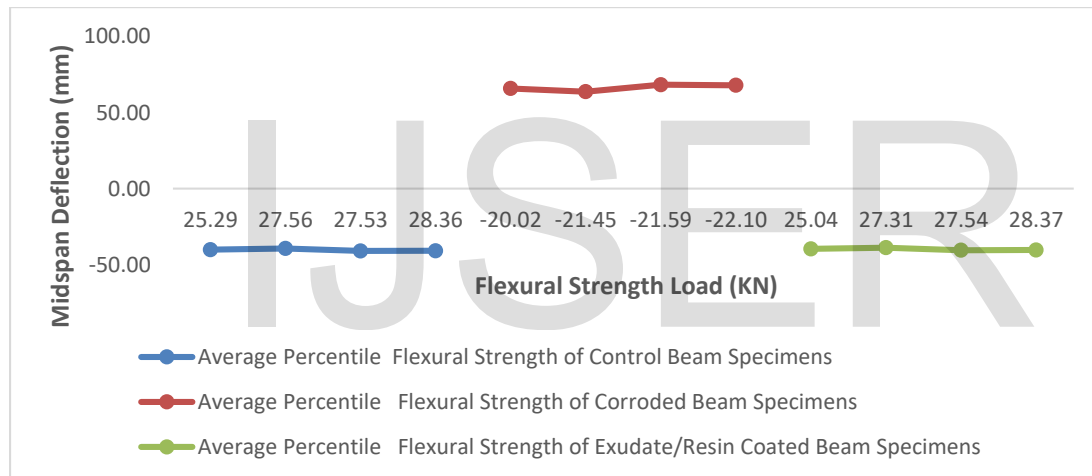 100.00
50.00
0.00
-50.00
Midspan Deflection (mm)
25.29 27.56 27.53 28.36 -20.02 -21.45 -21.59 -22.10 25.04 27.31 27.54 28.37
Flexural Strength Load (KN)
IJSER
Average Percentile Flexural Strength of Control Beam Specimens
Average Percentile Flexural Strength of Corroded Beam Specimens
Average Percentile Flexural Strength of Exudate/Resin Coated Beam Specimens